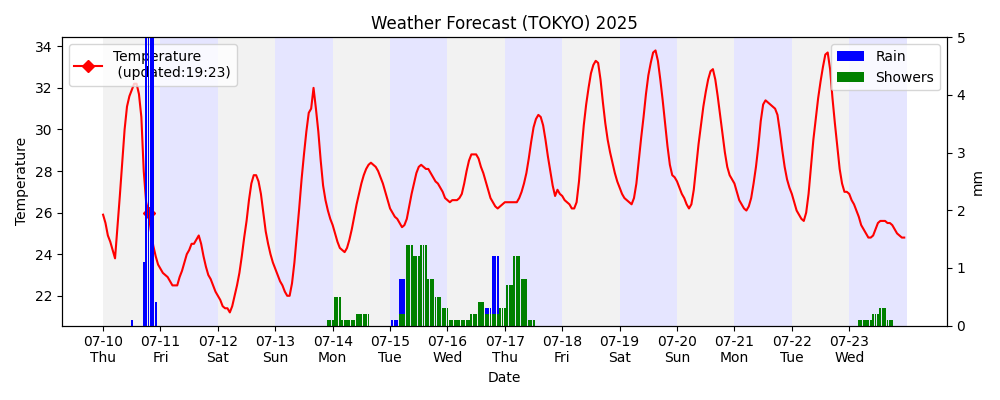 Weather Forecast (TOKYO) 2025
Temperature
(updated:19:23)
Rain
Showers
34
32
30
28
26
24
22
Temperature
5
4
3
2
1
0
mm
07-10 07-11 07-12 07-13 07-14 07-15 07-16 07-17 07-18 07-19 07-20 07-21 07-22 07-23
Thu Fri Sat Sun Mon Tue Wed Thu Fri Sat Sun Mon Tue Wed
Date